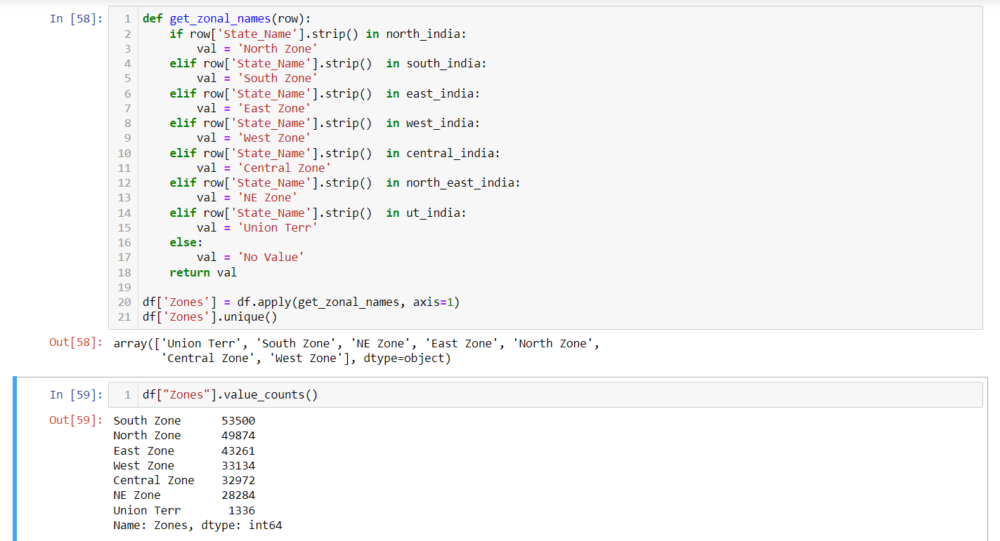 In [58]:
1 def get_zonal_names(row):
2     if row['State_Name'].strip() in north_india:
3         val = 'North Zone'
4     elif row['State_Name'].strip()  in south_india:
5         val = 'South Zone'
6     elif row['State_Name'].strip()  in east_india:
7         val = 'East Zone'
8     elif row['State_Name'].strip()  in west_india:
9         val = 'West Zone'
10     elif row['State_Name'].strip()  in central_india:
11         val = 'Central Zone'
12     elif row['State_Name'].strip()  in north_east_india:
13         val = 'NE Zone'
14     elif row['State_Name'].strip()  in ut_india:
15         val = 'Union Terr'
16     else:
17         val = 'No Value'
18     return val
19
20 df['Zones'] = df.apply(get_zonal_names, axis=1)
21 df['Zones'].unique()
Out[58]: array(['Union Terr', 'South Zone', 'NE Zone', 'East Zone', 'North Zone',
       'Central Zone', 'West Zone'], dtype=object)
In [59]: 1 df["Zones"].value_counts()
Out[59]: South Zone      53500
North Zone      49874
East Zone       43261
West Zone       33134
Central Zone    32972
NE Zone         28284
Union Terr       1336
Name: Zones, dtype: int64